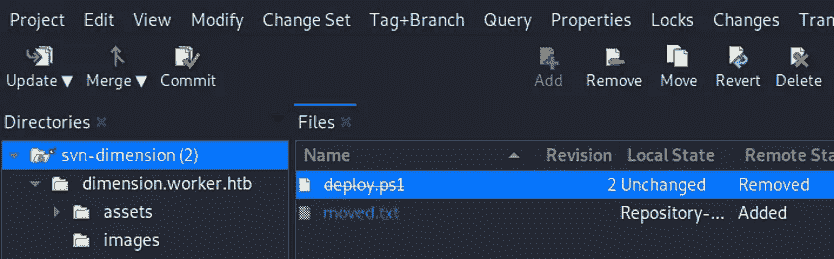 Project Edit View Modify Change Set Tag+Branch Query Properties Locks Changes Tran
Update ▼ Merge ▼ Commit Add Remove Move Revert Delete
Directories Files
Name Revision Local State Remote Sta
svn-dimension (2) deploy.ps1 2 Unchanged Removed
dimension.worker.htb moved.txt Repository-... Added
assets
images